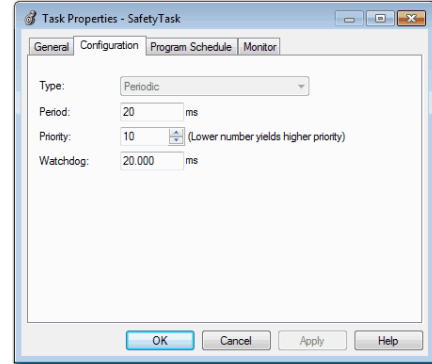 Task Properties - SafetyTask
General Configuration Program Schedule Monitor
Type: Periodic
Period: 20 ms
Priority: 10 (Lower number yields higher priority)
Watchdog: 20.000 ms
OK Cancel Apply Help